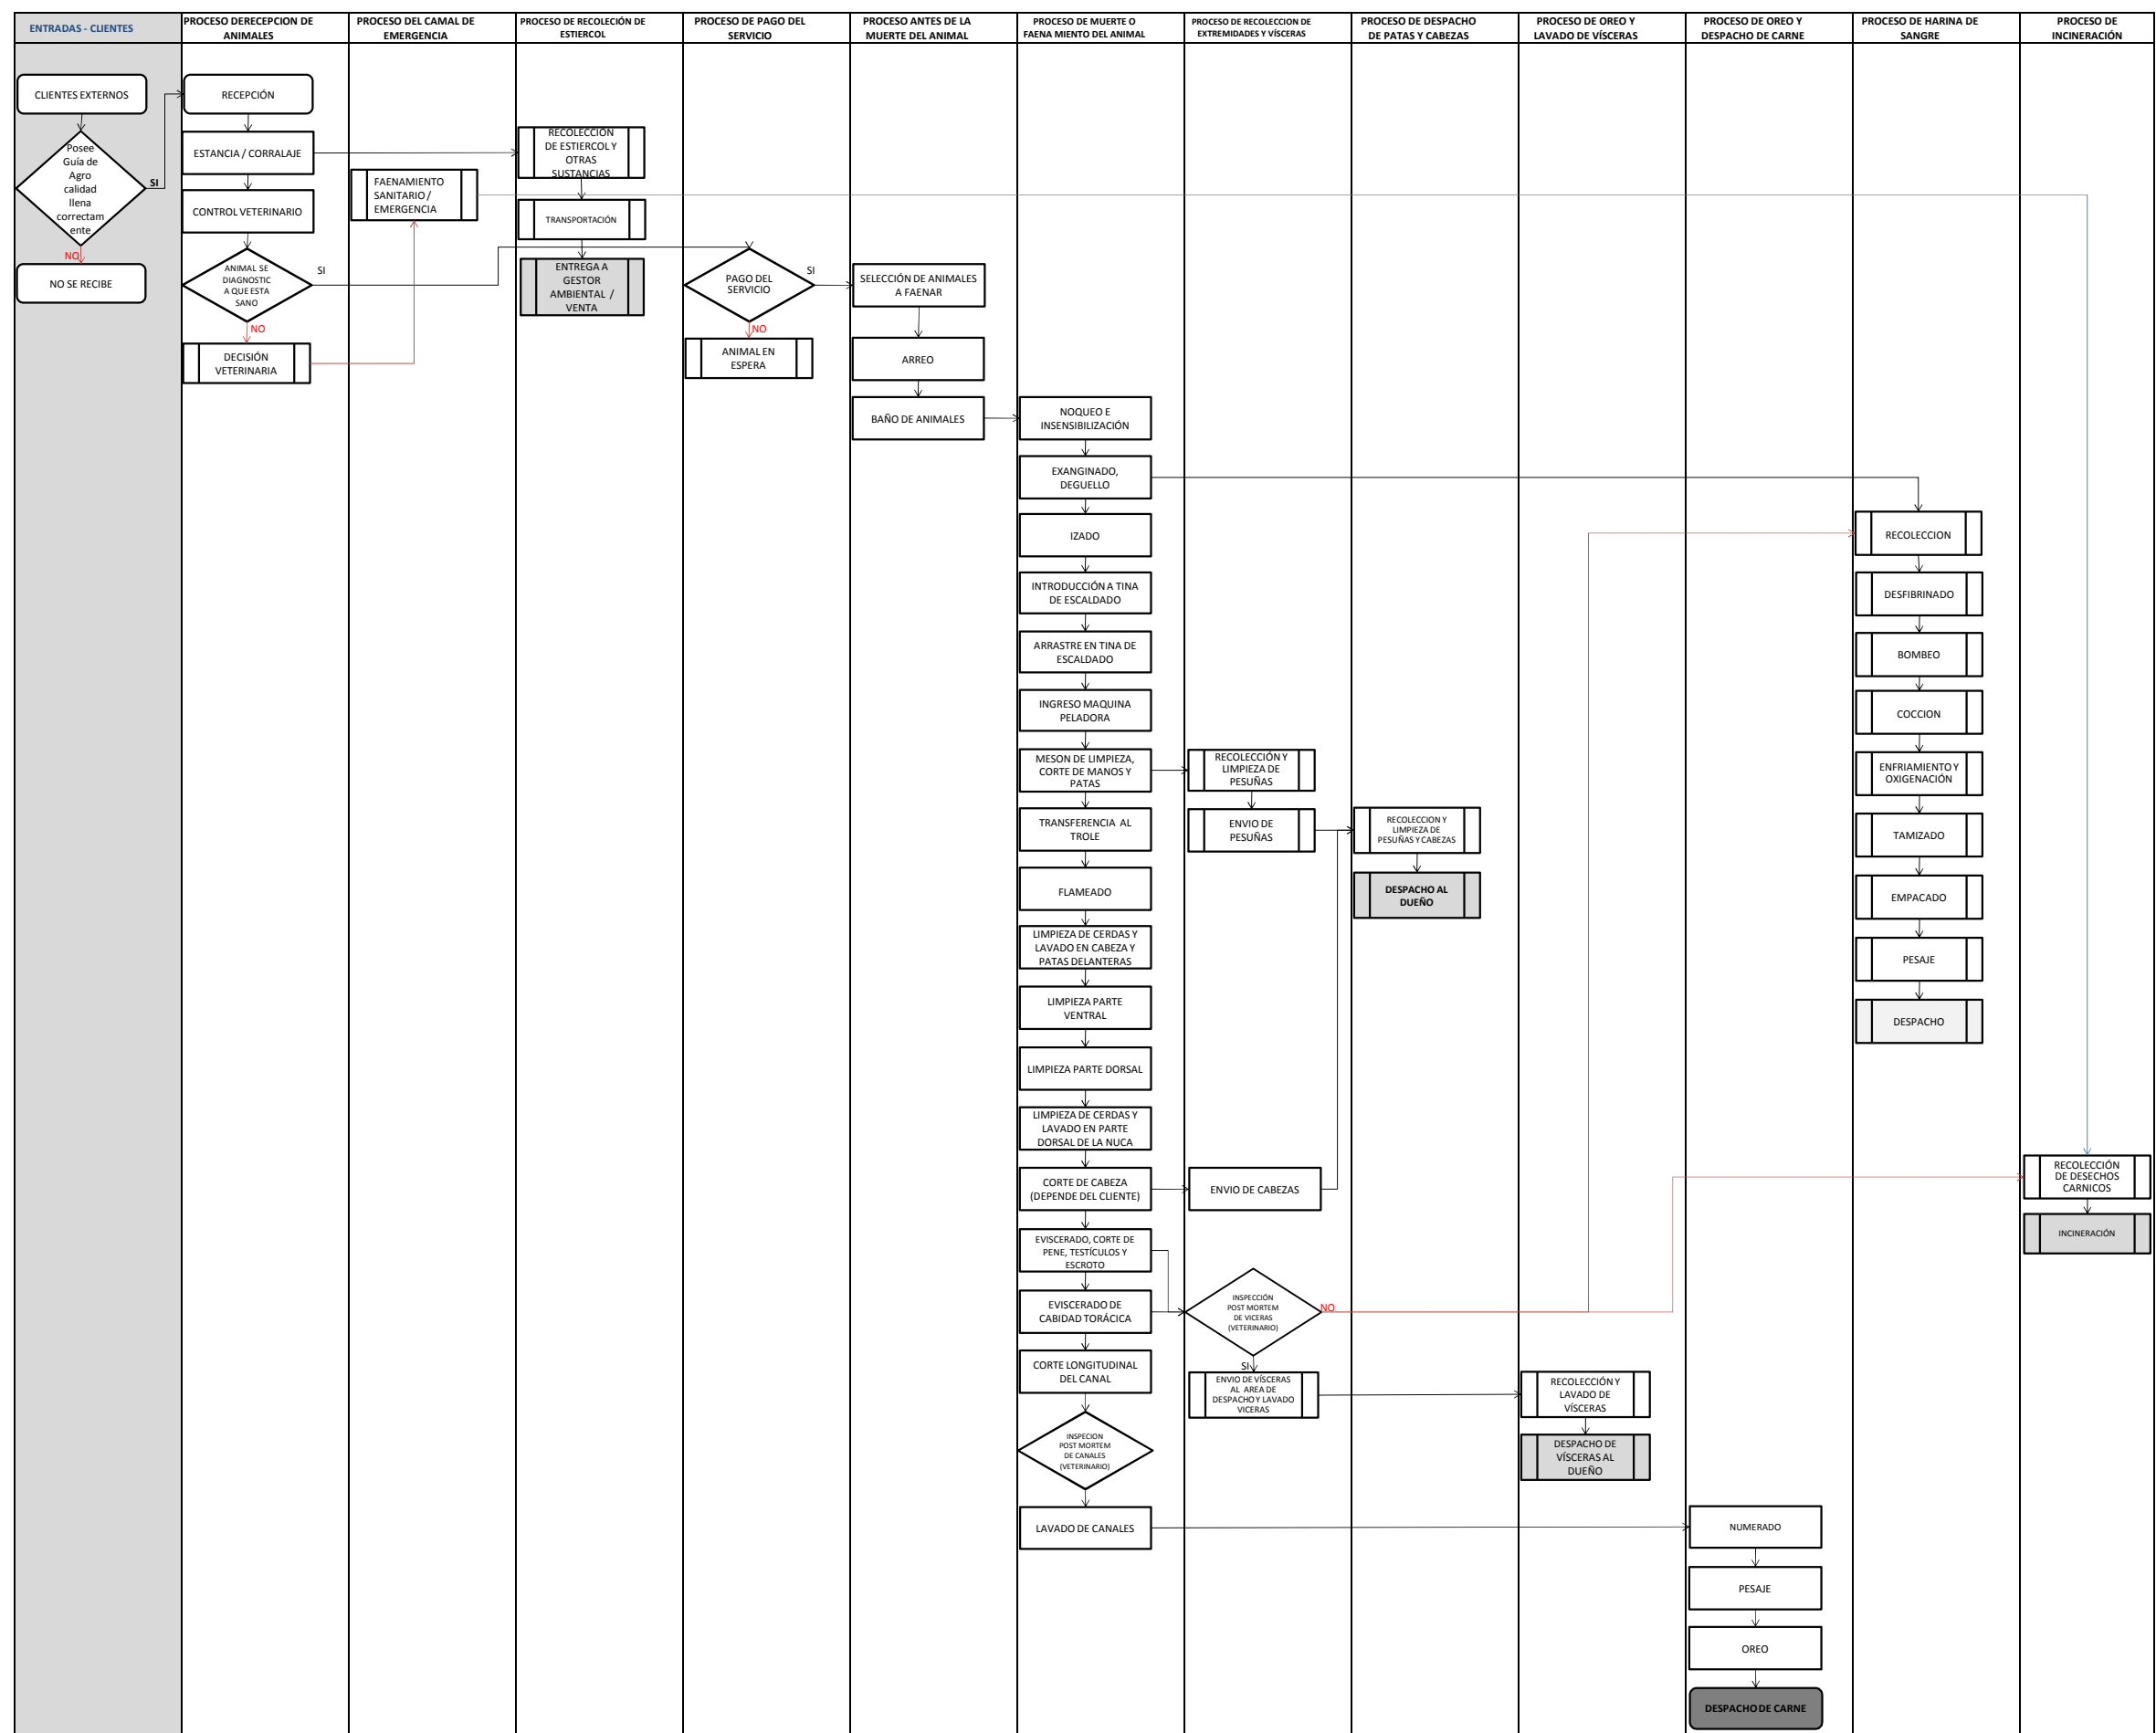 ENTRADAS - CLIENTES
PROCESO DERECEPCION DE
ANIMALES
PROCESO DEL CAMAL DE
EMERGENCIA
PROCESO DE RECOLECIÓN DE
ESTIERCOL
PROCESO DE PAGO DEL
SERVICIO
PROCESO ANTES DE LA
MUERTE DEL ANIMAL
PROCESO DE MUERTE O
FAENA MIENTO DEL ANIMAL
PROCESO DE RECOLECCION DE
EXTREMIDADES Y VÍSCERAS
PROCESO DE DESPACHO
DE PATAS Y CABEZAS
PROCESO DE OREO Y
LAVADO DE VÍSCERAS
PROCESO DE OREO Y
DESPACHO DE CARNE
PROCESO DE HARINA DE
SANGRE
PROCESO DE
INCINERACIÓN
CLIENTES EXTERNOS
Posee
Guía de
Agro
calidad
llena
correctam
ente
SI
NO
NO SE RECIBE
RECEPCIÓN
ESTANCIA / CORRALAJE
CONTROL VETERINARIO
ANIMAL SE
DIAGNOSTIC
A QUE ESTA
SANO
SI
NO
DECISIÓN
VETERINARIA
FAENAMIENTO
SANITARIO /
EMERGENCIA
RECOLECCION
DE ESTIERCOL Y
OTRAS
SUSTANCIAS
TRANSPORTACIÓN
ENTREGA A
GESTOR
AMBIENTAL /
VENTA
PAGO DEL
SERVICIO
SI
NO
ANIMAL EN
ESPERA
SELECCIÓN DE ANIMALES
A FAENAR
ARREO
BAÑO DE ANIMALES
NOQUEO E
INSENSIBILIZACIÓN
EXANGINADO,
DEGUELLO
IZADO
INTRODUCCIÓN A TINA
DE ESCALDADO
ARRASTRE EN TINA DE
ESCALDADO
INGRESO MAQUINA
PELADORA
MESON DE LIMPIEZA,
CORTE DE MANOS Y
PATAS
TRANSFERENCIA AL
TROLE
FLAMEADO
LIMPIEZA DE CERDAS Y
LAVADO EN CABEZA Y
PATAS DELANTERAS
LIMPIEZA PARTE
VENTRAL
LIMPIEZA PARTE DORSAL
LIMPIEZA DE CERDAS Y
LAVADO EN PARTE
DORSAL DE LA NUCA
CORTE DE CABEZA
(DEPENDE DEL CLIENTE)
EVISCERADO, CORTE DE
PENE, TESTÍCULOS Y
ESCROTO
EVISCERADO DE
CABIDAD TORÁCICA
CORTE LONGITUDINAL
DEL CANAL
INSPECION
POST MORTEM
DE CANALES
(VETERINARIO)
LAVADO DE CANALES
RECOLECCIÓN Y
LIMPIEZA DE
PESUÑAS
ENVIO DE
PESUÑAS
ENVIO DE CABEZAS
INSPECCIÓN
POST MORTEM
DE VICERAS
(VETERINARIO)
NO
SI
ENVIO DE VÍSCERAS
AL AREA DE
DESPACHO Y LAVADO
VICERAS
RECOLECCION Y
LIMPIEZA DE
PESUÑAS Y CABEZAS
DESPACHO AL
DUEÑO
RECOLECCIÓN Y
LAVADO DE
VÍSCERAS
DESPACHO DE
VÍSCERAS AL
DUEÑO
NUMERADO
PESAJE
OREO
DESPACHO DE CARNE
RECOLECCION
DESFIBRINADO
BOMBEO
COCCION
ENFRIAMIENTO Y
OXIGENACIÓN
TAMIZADO
EMPACADO
PESAJE
DESPACHO
RECOLECCIÓN
DE DESECHOS
CARNICOS
INCINERACIÓN